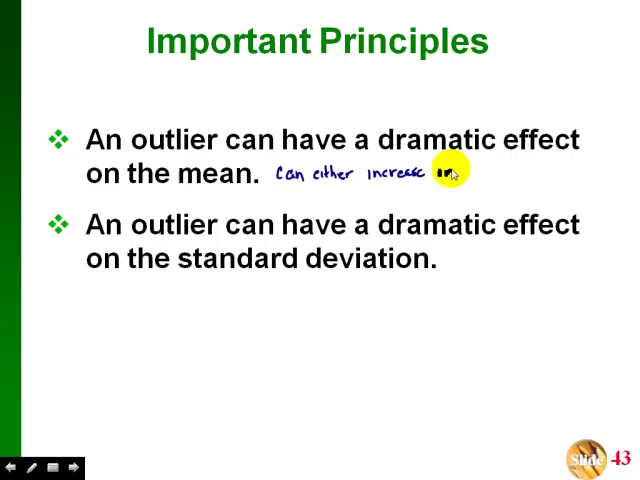 Important Principles
An outlier can have a dramatic effect
on the mean. Can either increase or
An outlier can have a dramatic effect
on the standard deviation.
Slide 43